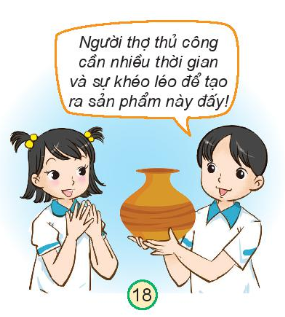 Người thợ thủ công
cần nhiều thời gian
và sự khéo léo để tạo
ra sản phẩm này đấy!
18